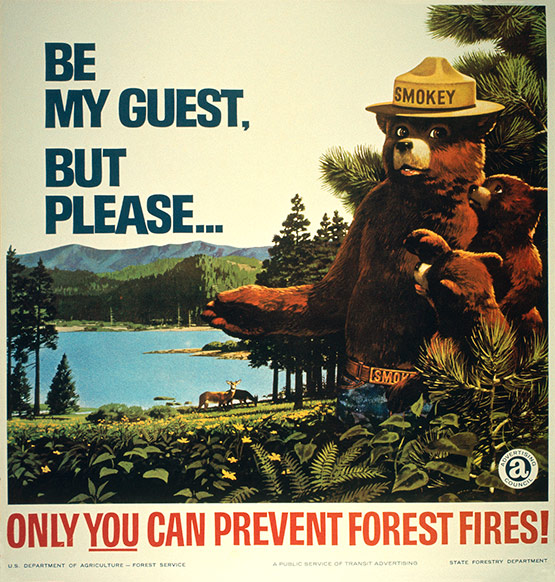 BE
MY GUEST,
BUT
PLEASE...
SMOKEY
SMOK
ADVERTISING
a
COUNCIL
ONLY YOU CAN PREVENT FOREST FIRES!
U.S. DEPARTMENT OF AGRICULTURE — FOREST SERVICE
A PUBLIC SERVICE OF TRANSIT ADVERTISING
STATE FORESTRY DEPARTMENT